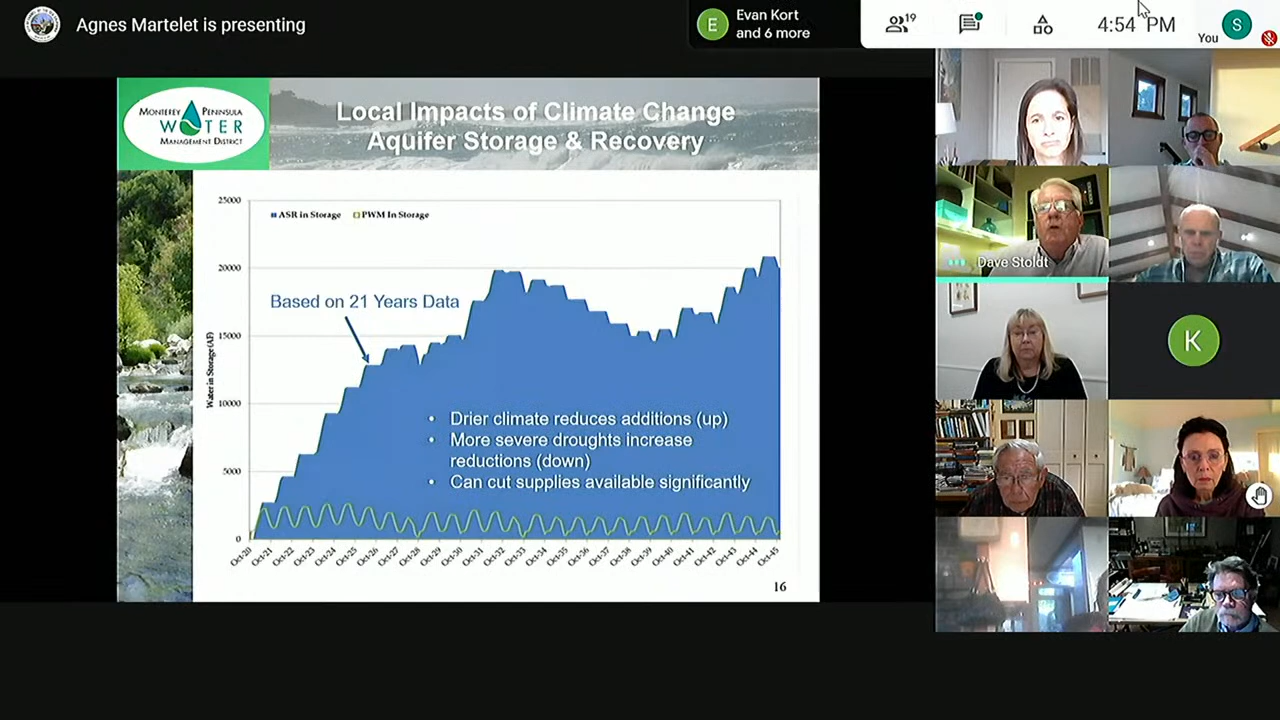 Agnes Martelet is presenting
E
Evan Kort
and 6 more
19
4:54 PM
You
S
MONTEREY PENINSULA
WATER
MANAGEMENT DISTRICT
Local Impacts of Climate Change
Aquifer Storage & Recovery
25000
ASR in Storage
PWM In Storage
20000
Based on 21 Years Data
15000
Water in Storage (AF)
10000
• Drier climate reduces additions (up)
• More severe droughts increase
reductions (down)
• Can cut supplies available significantly
5000
0
Oct-20
Oct-21
Oct-22
Oct-23
Oct-24
Oct-25
Oct-26
Oct-27
Oct-28
Oct-29
Oct-30
Oct-31
Oct-32
Oct-33
Oct-34
Oct-35
Oct-36
Oct-37
Oct-38
Oct-39
Oct-40
Oct-41
Oct-42
Oct-43
Oct-44
Oct-45
16
Dave Stoldt
K